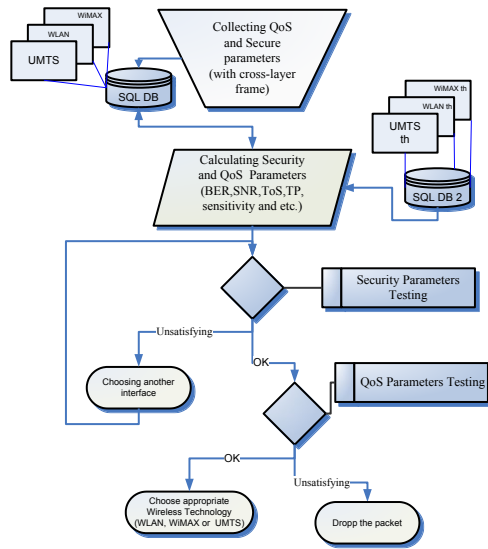 WiMAX
WLAN
UMTS
SQL DB
Collecting QoS
and Secure
parameters
(with cross-layer
frame)
WiMAX th
WLAN th
UMTS
th
SQL DB 2
Calculating Security
and QoS Parameters
(BER,SNR,ToS,TP,
sensitivity and etc.)
Security Parameters
Testing
Unsatisfying
OK
Choosing another
interface
QoS Parameters Testing
OK
Unsatisfying
Choose appropriate
Wireless Technology
(WLAN, WiMAX or UMTS)
Dropp the packet